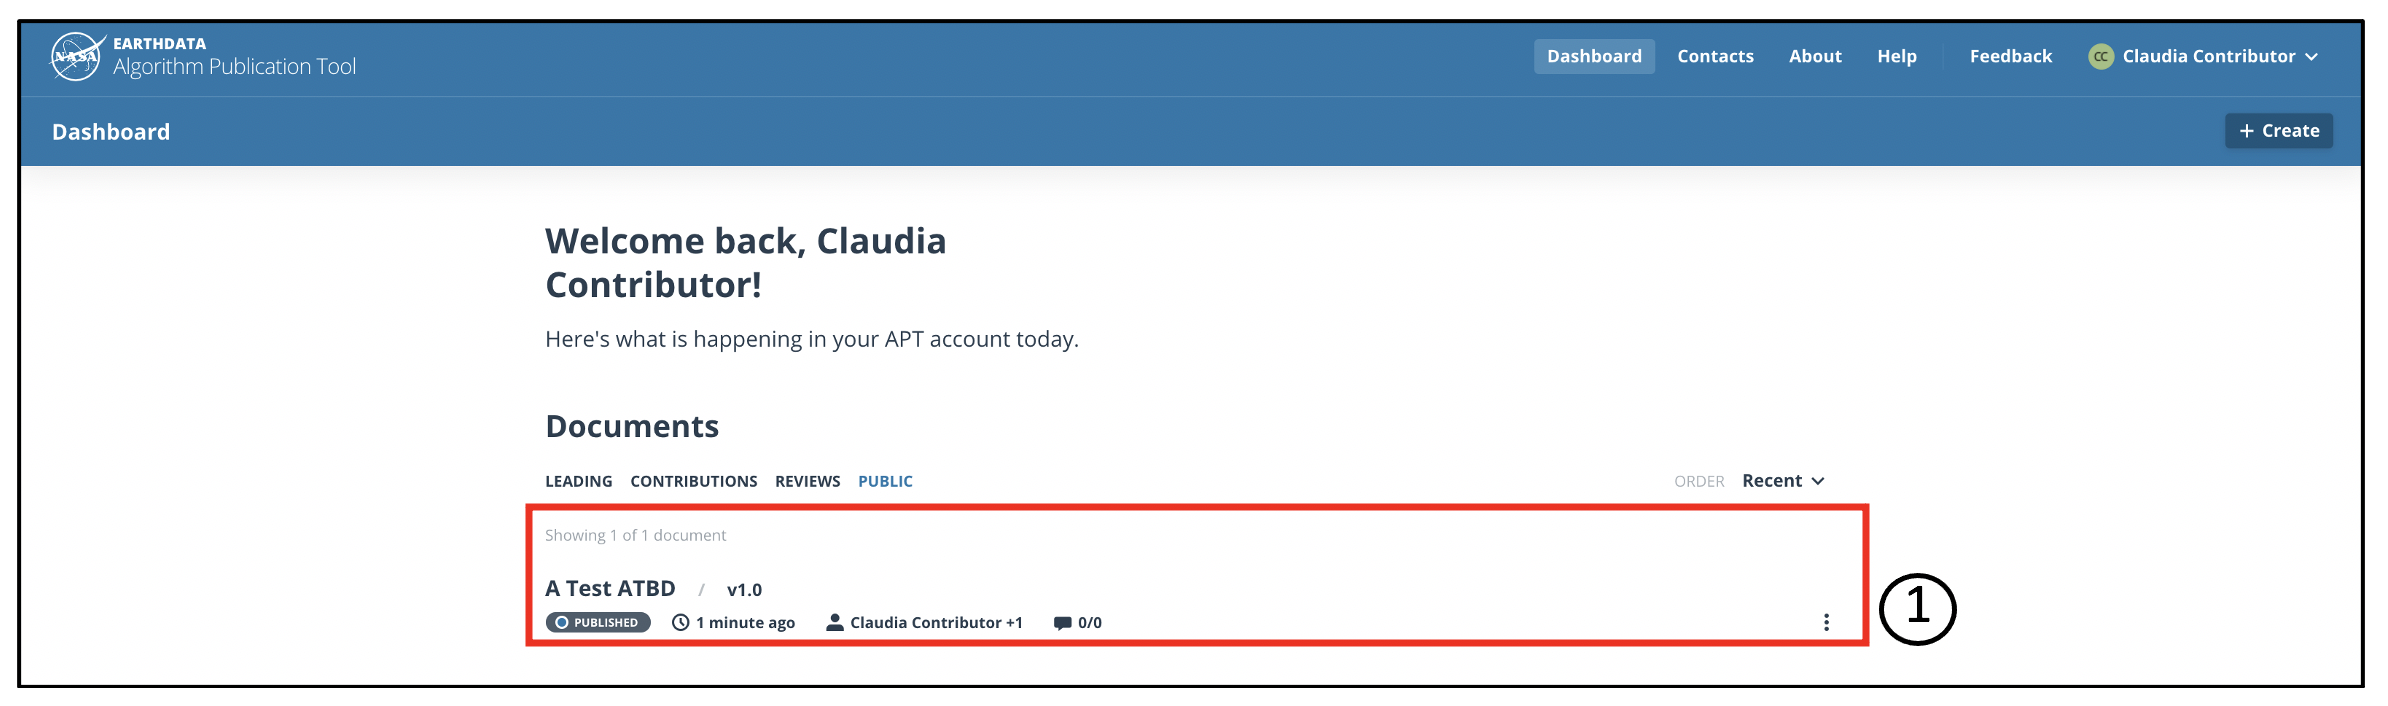 NASA
EARTHDATA
Algorithm Publication Tool
Dashboard Contacts About Help Feedback CC Claudia Contributor
Dashboard
+ Create
Welcome back, Claudia
Contributor!
Here's what is happening in your APT account today.
Documents
LEADING CONTRIBUTIONS REVIEWS PUBLIC ORDER Recent
Showing 1 of 1 document
A Test ATBD / v1.0
PUBLISHED 1 minute ago Claudia Contributor +1 0/0
1